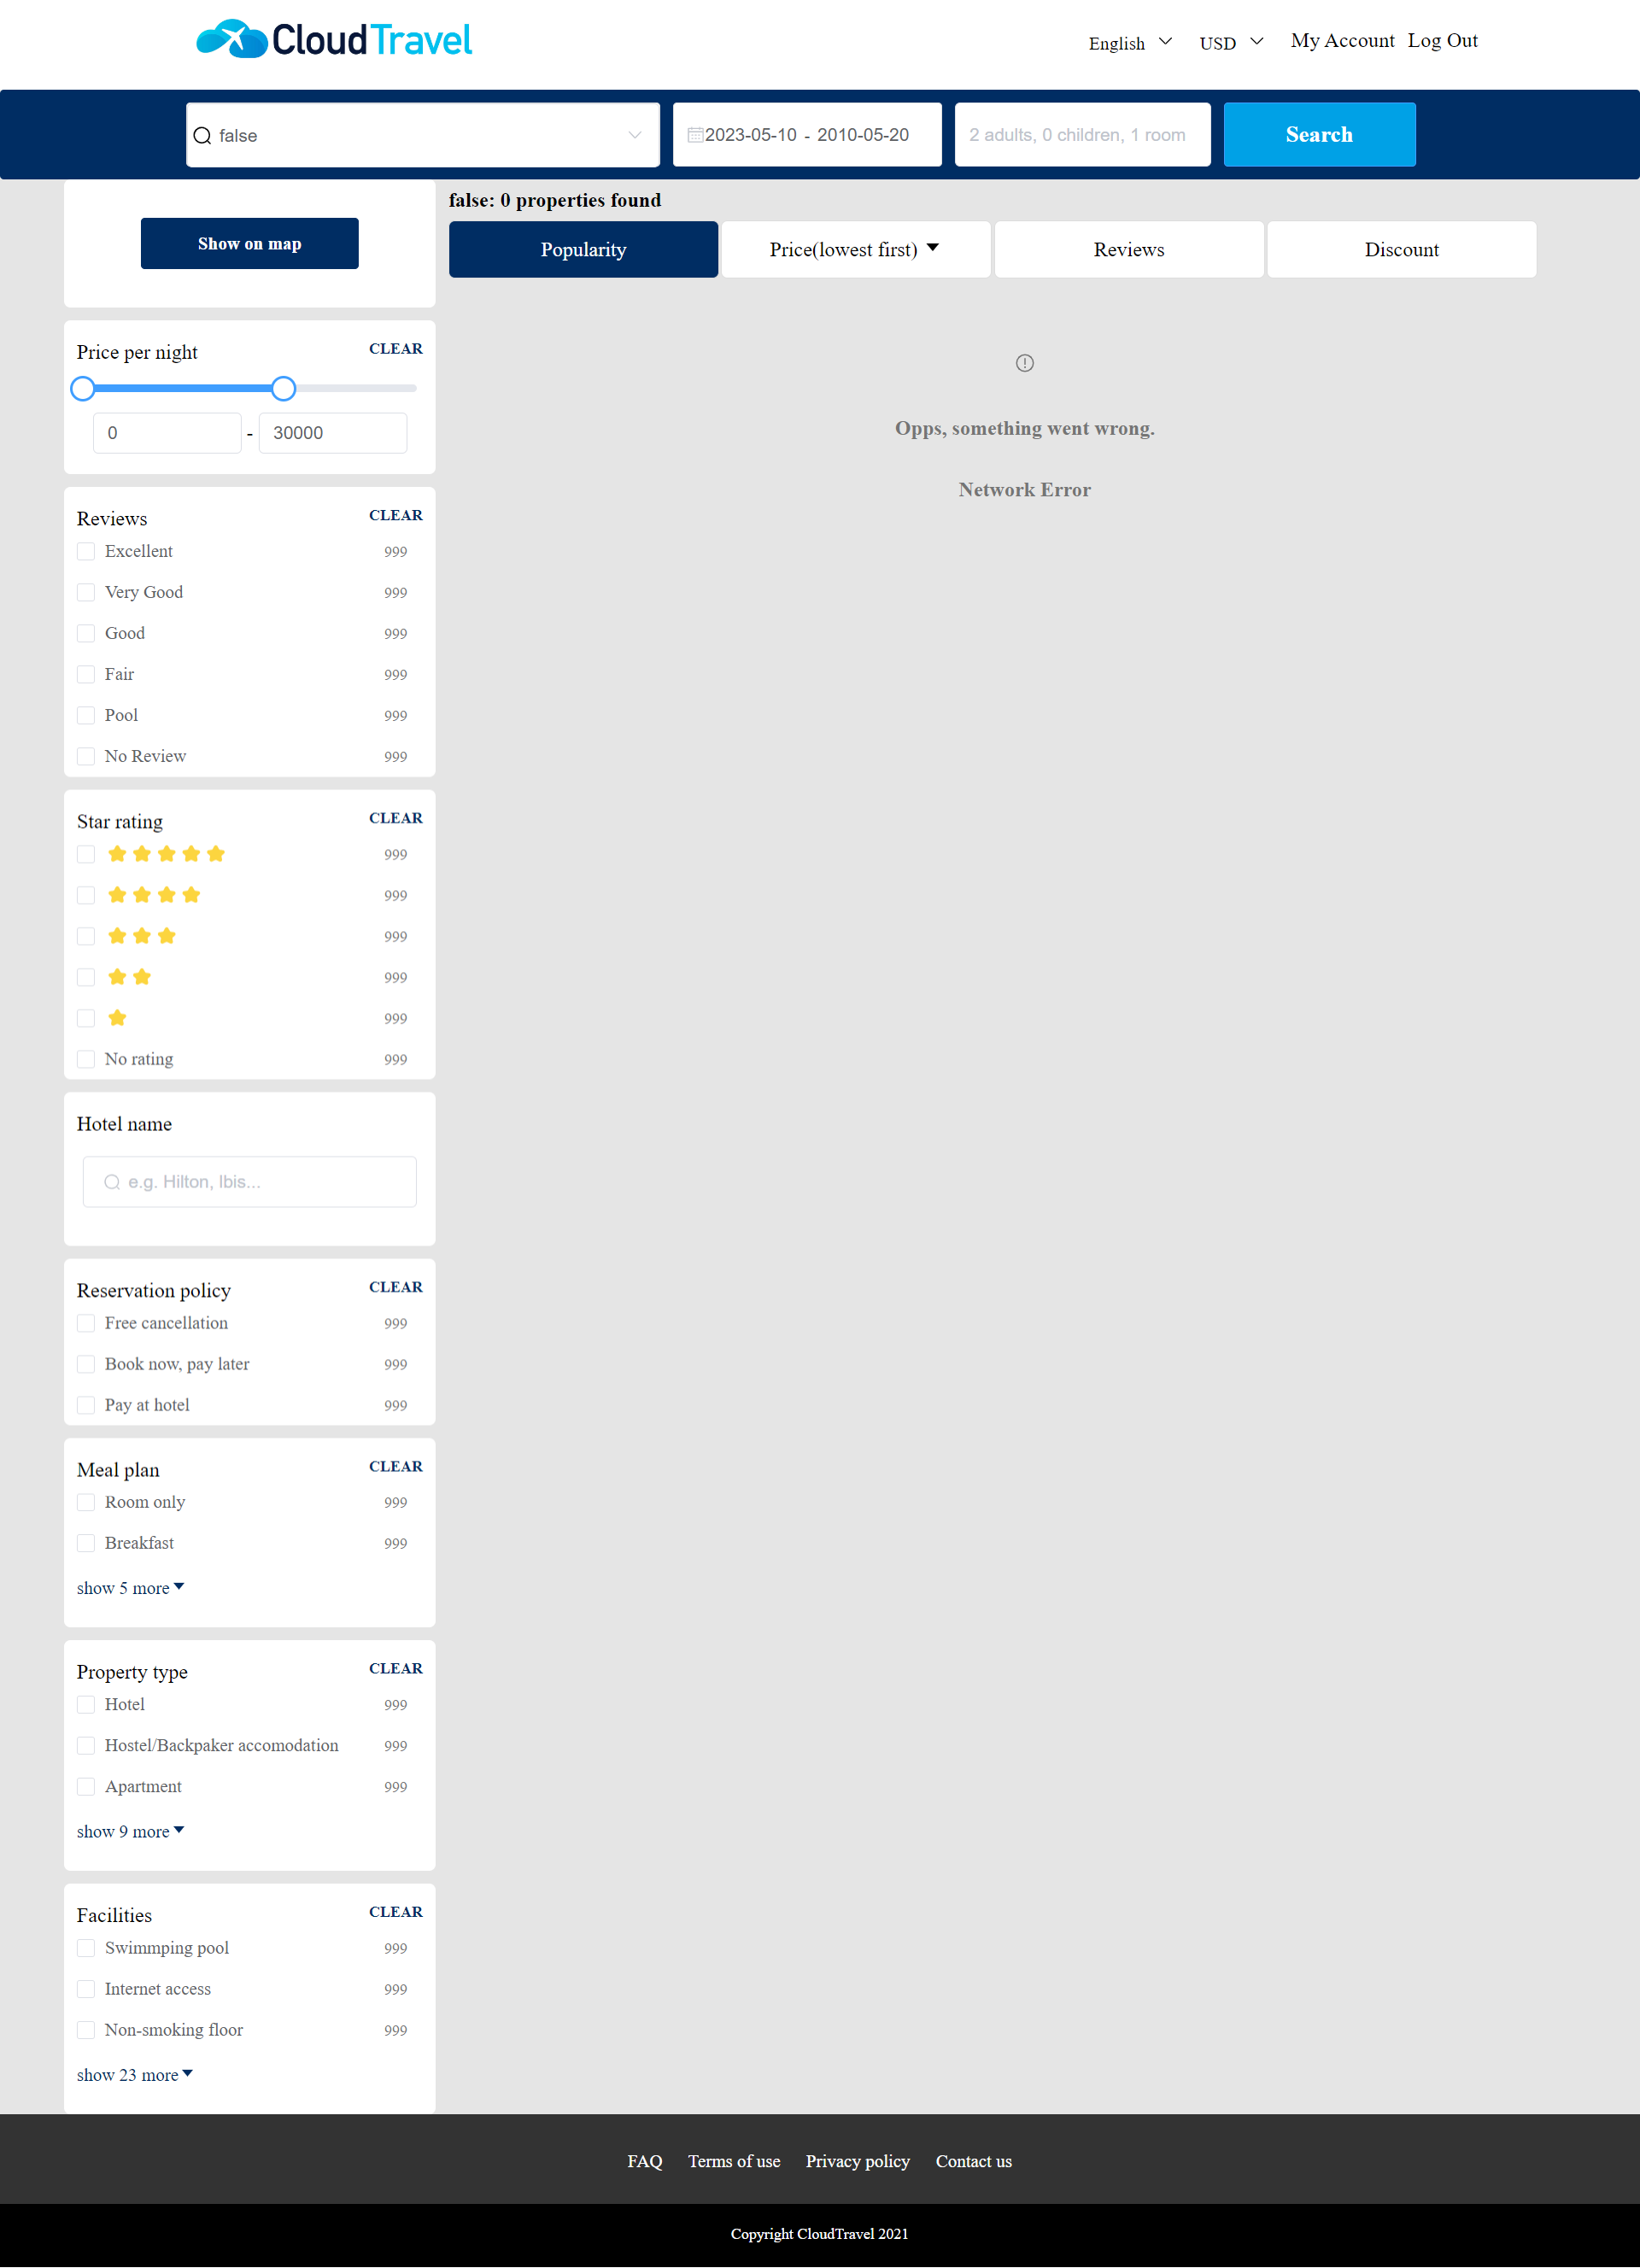 CloudTravel
English USD My Account Log Out
false 2023-05-10 - 2010-05-20 2 adults, 0 children, 1 room Search
Show on map
false: 0 properties found
Popularity Price(lowest first) Reviews Discount
Opps, something went wrong.
Network Error
Price per night CLEAR
0 - 30000
Reviews CLEAR
Excellent 999
Very Good 999
Good 999
Fair 999
Pool 999
No Review 999
Star rating CLEAR
999
999
999
999
999
No rating 999
Hotel name
e.g. Hilton, Ibis...
Reservation policy CLEAR
Free cancellation 999
Book now, pay later 999
Pay at hotel 999
Meal plan CLEAR
Room only 999
Breakfast 999
show 5 more
Property type CLEAR
Hotel 999
Hostel/Backpaker accomodation 999
Apartment 999
show 9 more
Facilities CLEAR
Swimmping pool 999
Internet access 999
Non-smoking floor 999
show 23 more
FAQ Terms of use Privacy policy Contact us
Copyright CloudTravel 2021